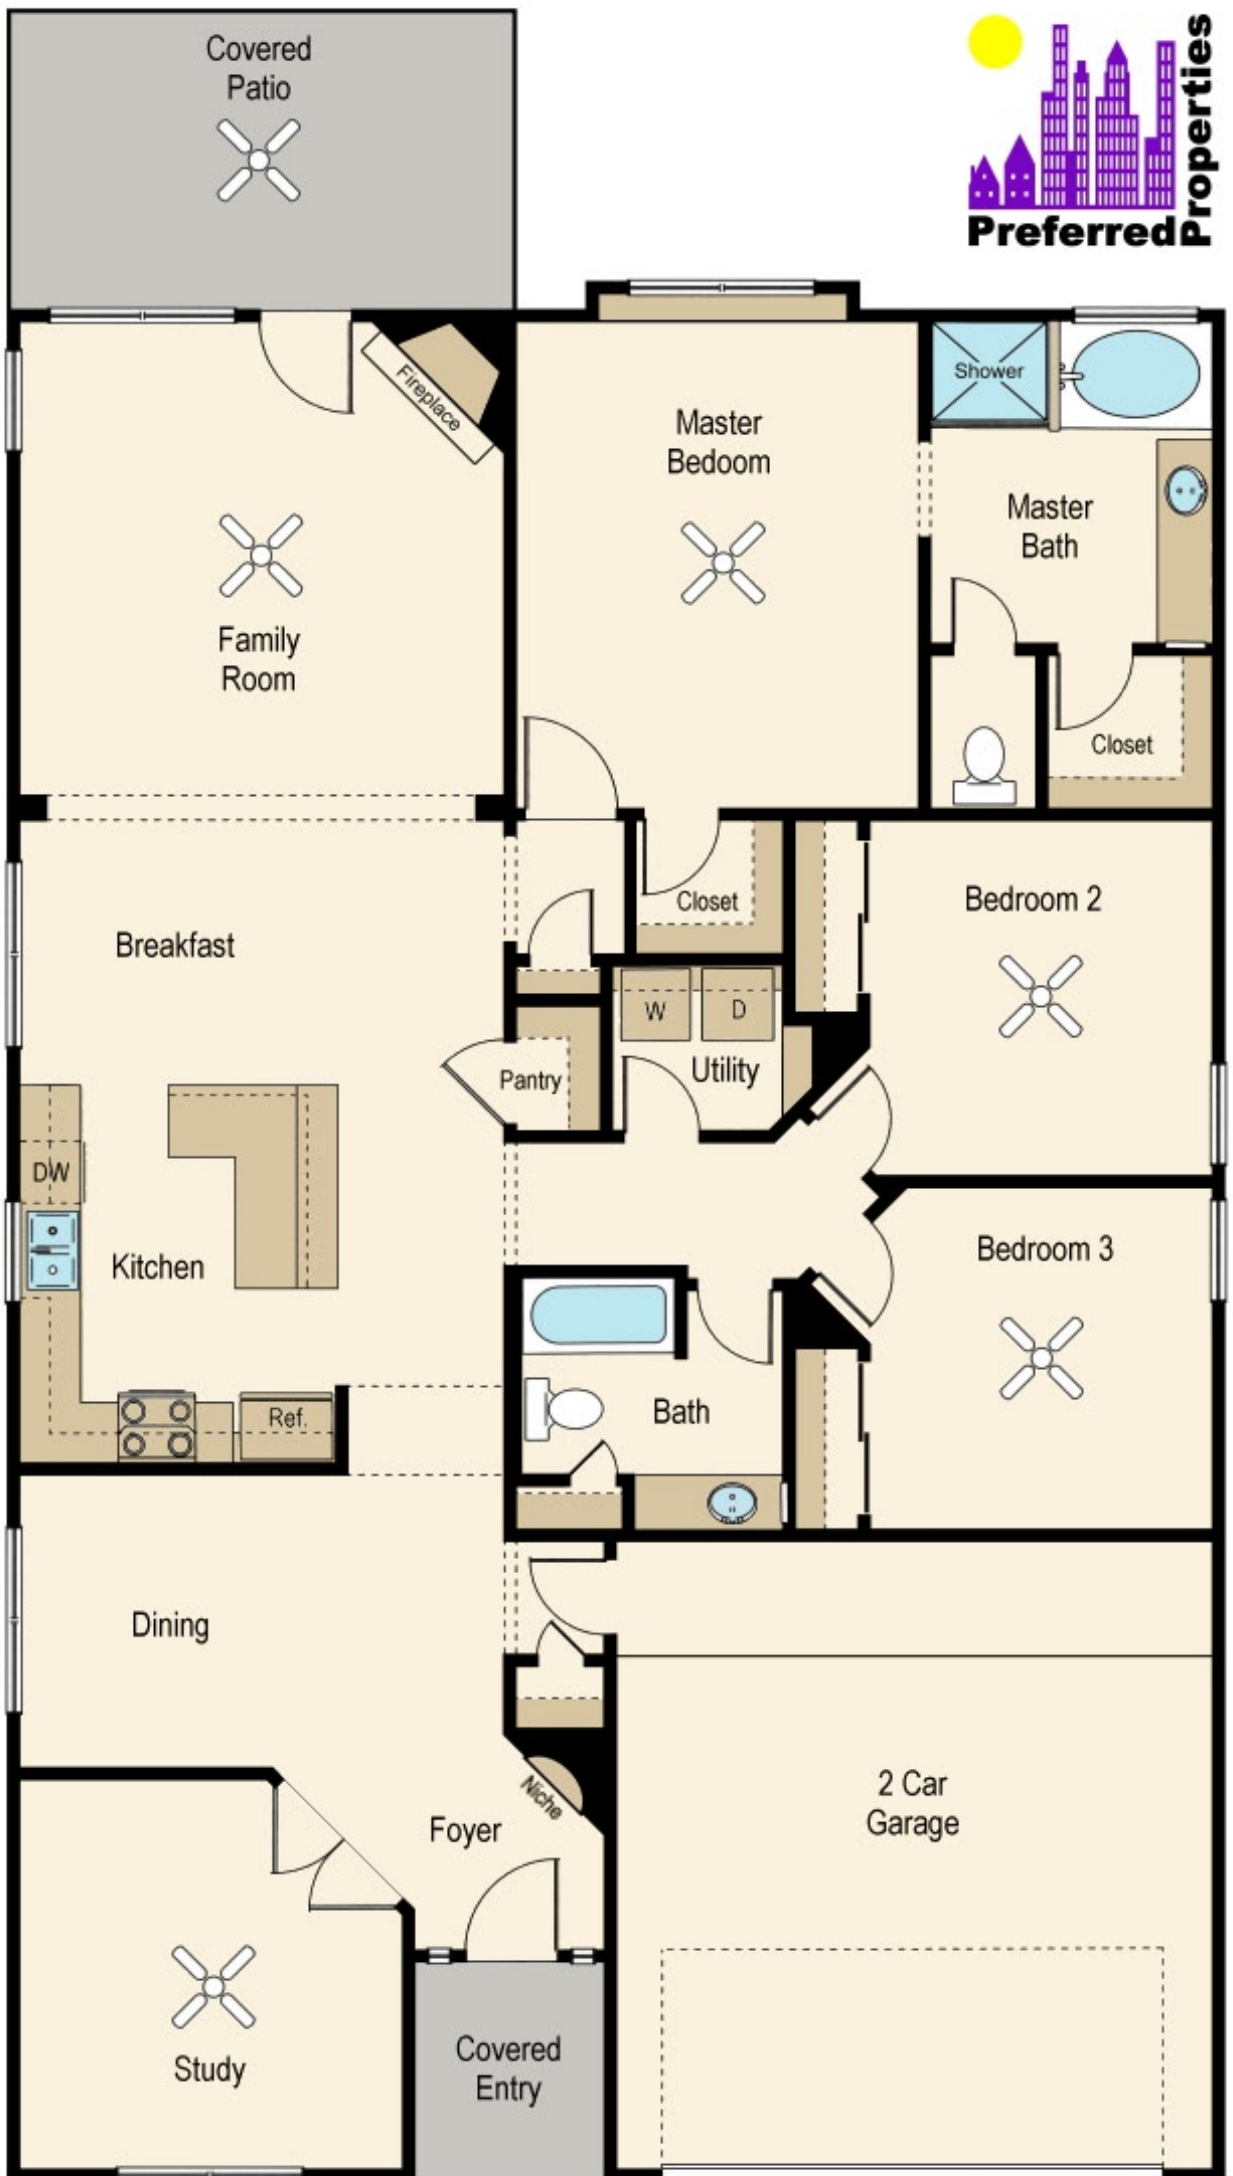 Covered
Patio
Preferred
Properties
Fireplace
Master
Bedoom
Shower
Master
Bath
Family
Room
Closet
Closet
Bedroom 2
Breakfast
W
D
Utility
Pantry
DW
Kitchen
Bedroom 3
Ref.
Bath
Dining
2 Car
Garage
Niche
Foyer
Study
Covered
Entry